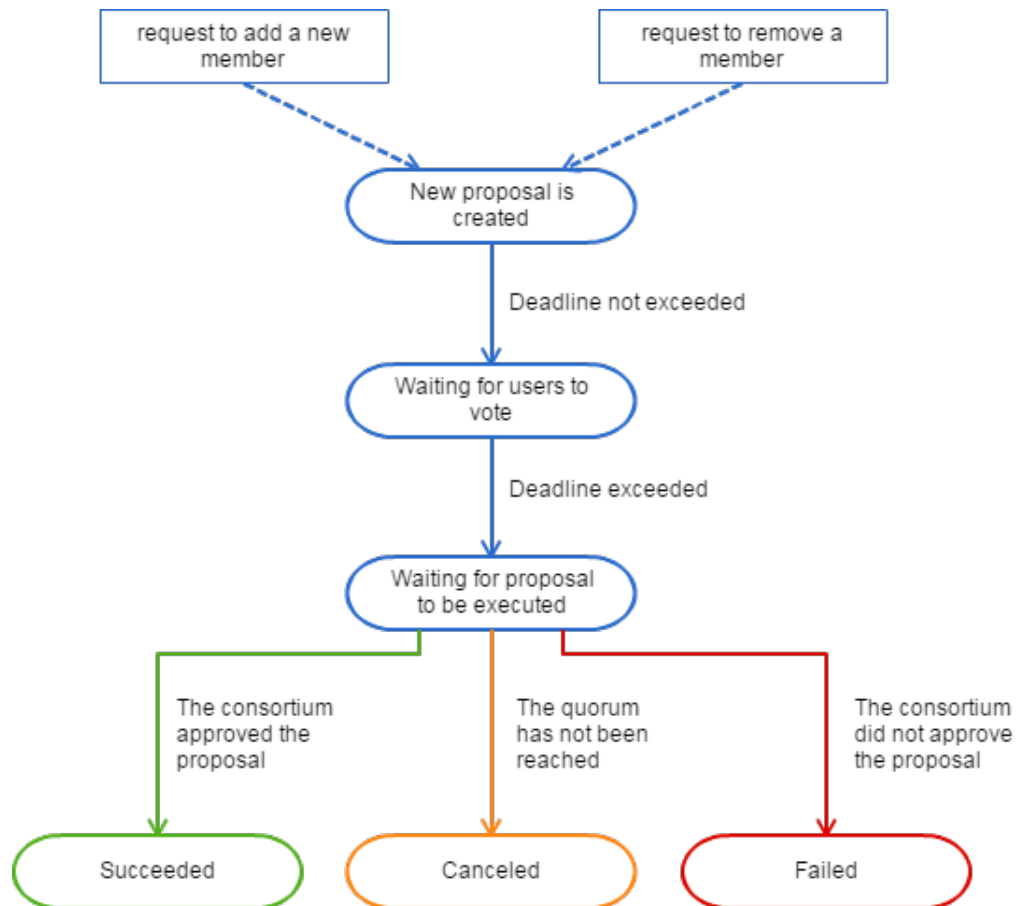 request to add a new
member
request to remove a
member
New proposal is
created
Deadline not exceeded
Waiting for users to
vote
Deadline exceeded
Waiting for proposal
to be executed
The consortium
approved the
proposal
The quorum
has not been
reached
The consortium
did not approve
the proposal
Succeeded
Canceled
Failed